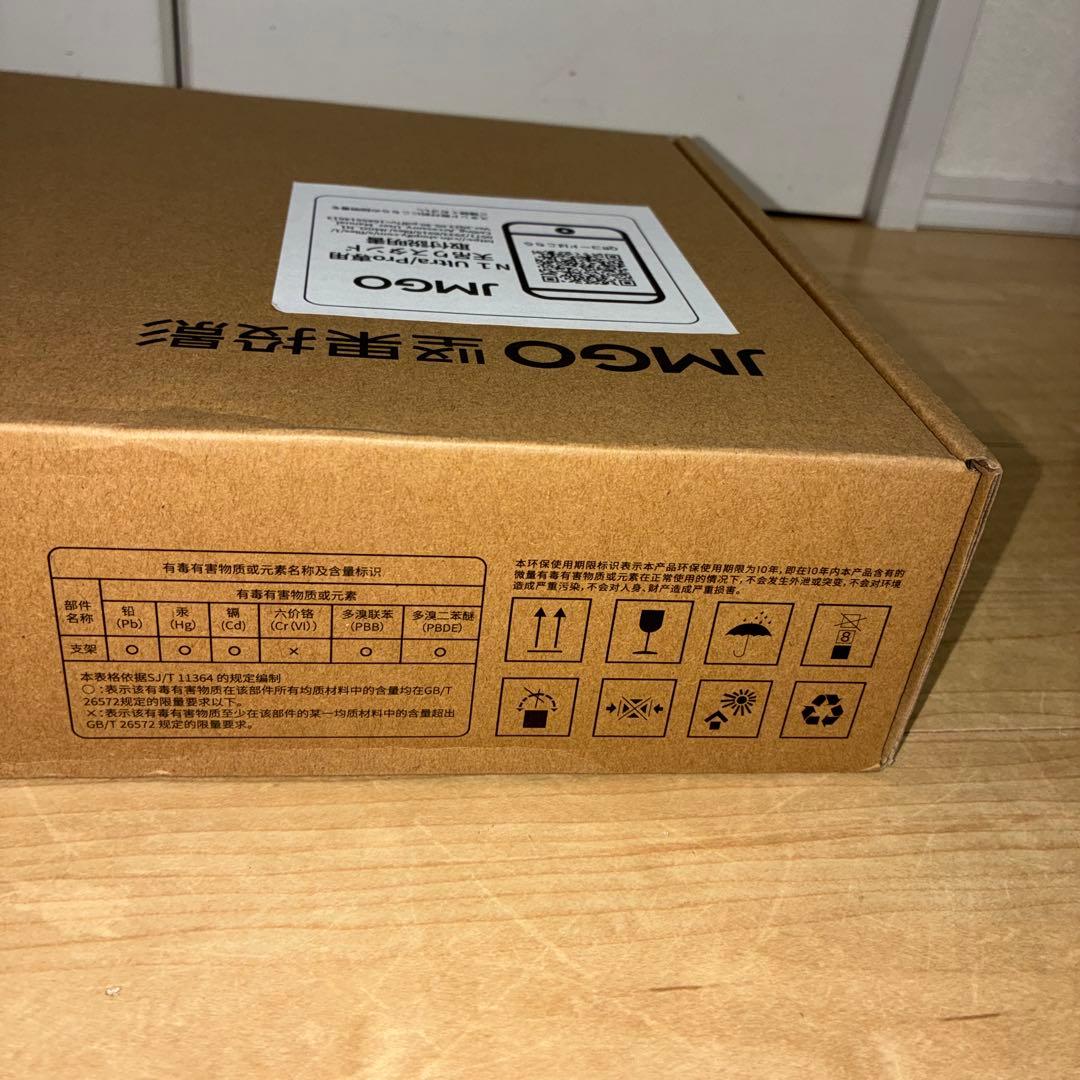 JMGO 坚果投影
JMGO
N1 Ultra/Pro専用
天吊りスタンド
取付説明書
QRコードはこちら
有毒有害物质或元素名称及含量标识
部件名称
有毒有害物质或元素
铅 (Pb) 汞 (Hg) 镉 (Cd) 六价铬 (Cr(VI)) 多溴联苯 (PBB) 多溴二苯醚 (PBDE)
支架 O O O × O O
本表格依据SJ/T 11364 的规定编制
○:表示该有毒有害物质在该部件所有均质材料中的含量均在GB/T
26572规定的限量要求以下。
×:表示该有毒有害物质至少在该部件的某一均质材料中的含量超出
GB/T 26572 规定的限量要求。
本环保使用期限标识表示本产品环保使用期限为10年,即在10年内本产品含有的
微量有毒有害物质或元素在正常使用的情况下,不会发生外泄或突变,不会对环境
造成严重污染,不会对人身、财产造成严重损害。
8